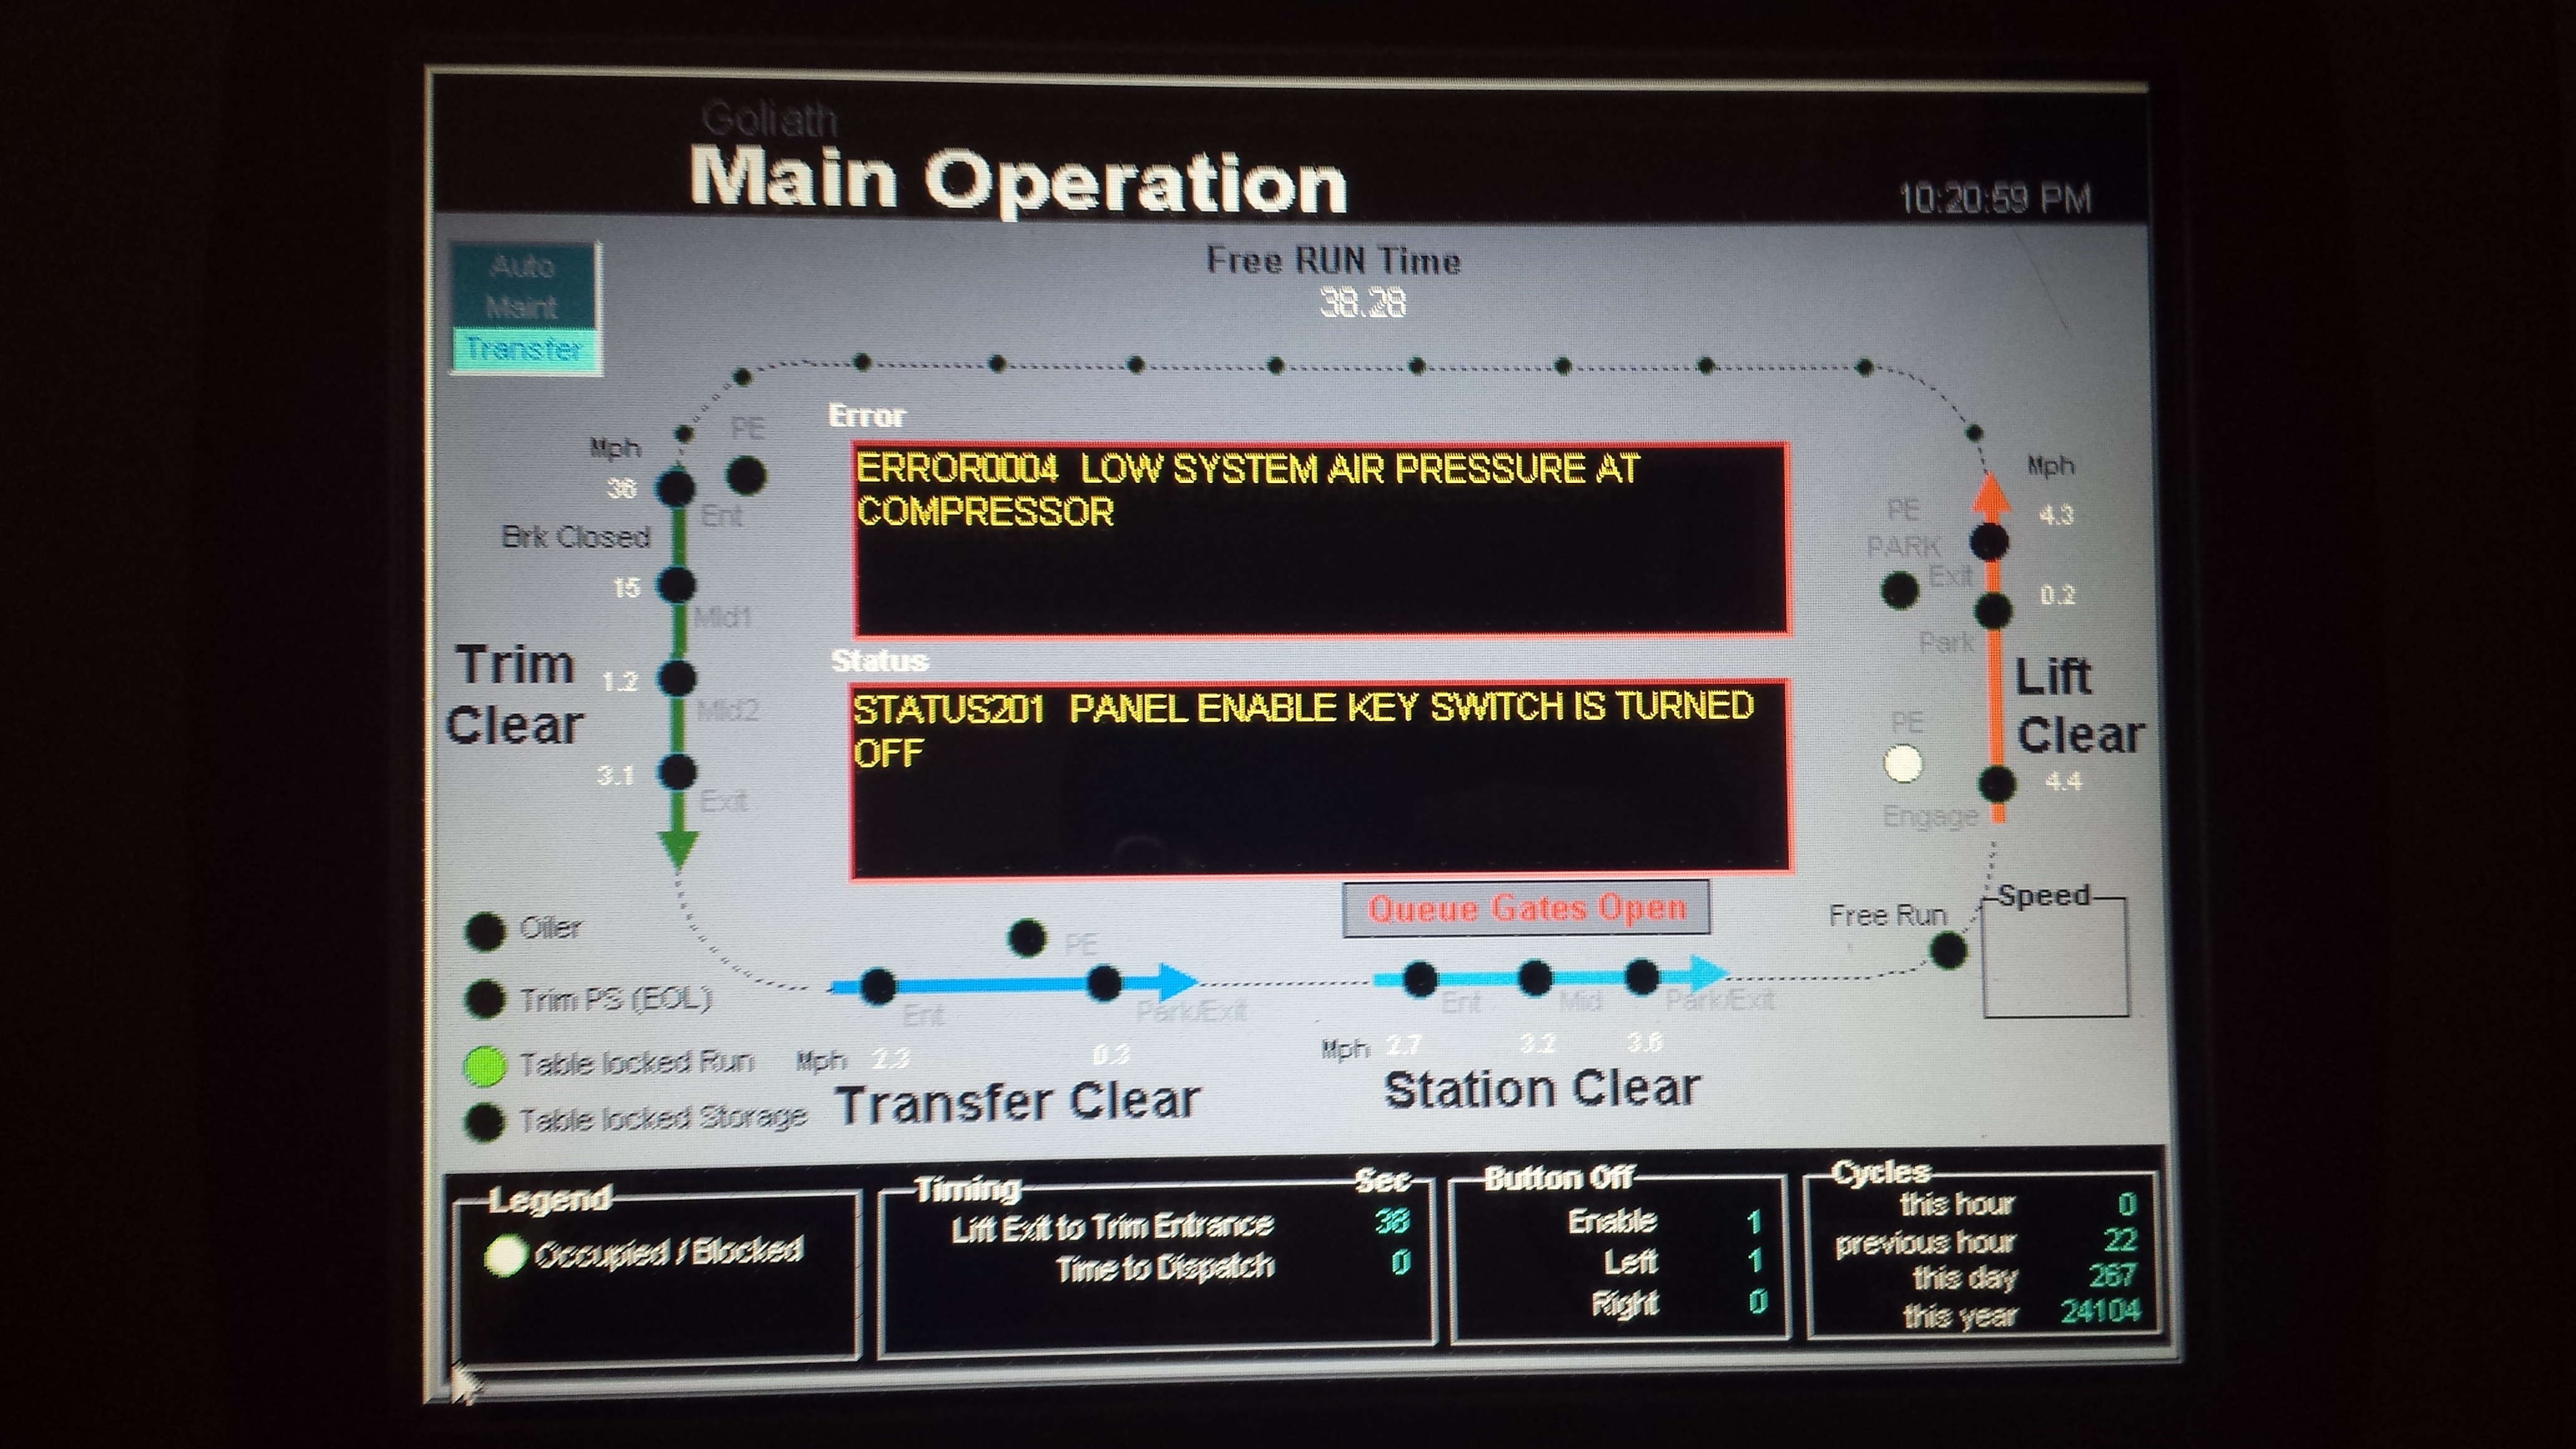 Goliath
Main Operation
10:20:59 PM
Auto
Maint
Transfer
Free RUN Time
38.28
Error
ERROR0004 LOW SYSTEM AIR PRESSURE AT
COMPRESSOR
Status
STATUS201 PANEL ENABLE KEY SWITCH IS TURNED
OFF
Queue Gates Open
Mph
36
PE
Ent
Brk Closed
15
Mid1
Trim
Clear
1.2
Mid2
3.1
Exit
Mph
4.3
PE
PARK
Exit
0.2
Park
Lift
Clear
PE
4.4
Engage
Free Run
Speed
Oiler
Trim PS (EOL)
Table locked Run
Table locked Storage
PE
Ent
Park/Exit
Mph 2.3 0.3
Transfer Clear
Ent
Mid
Park/Exit
Mph 2.7 3.2 3.6
Station Clear
Legend
Occupied / Blocked
Timing Sec
Lift Exit to Trim Entrance 38
Time to Dispatch 0
Button Off
Enable 1
Left 1
Right 0
Cycles
this hour 0
previous hour 22
this day 267
this year 24104